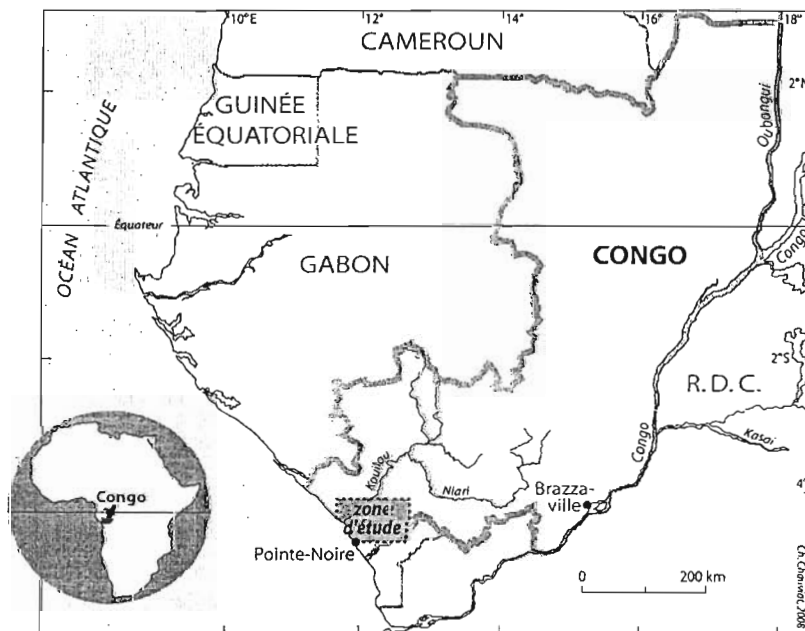 10°E
12°
14°
16°
18°
CAMEROUN
2°N
GUINÉE
ÉQUATORIALE
Oubangui
OCÉAN ATLANTIQUE
Équateur
CONGO
Congo
GABON
2°S
R.D.C.
Congo
Kasai
Kouilou
Niari
4°
Brazza-
ville
zone
d'étude
Pointe-Noire
Congo
0
200 km